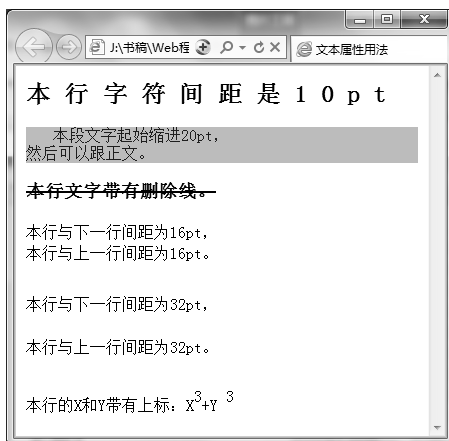 J:\书稿\Web程
文本属性用法
本行字符间距是10pt
本段文字起始缩进20pt，
然后可以跟正文。
本行文字带有删除线。
本行与下一行间距为16pt，
本行与上一行间距为16pt。
本行与下一行间距为32pt，
本行与上一行间距为32pt。
本行的X和Y带有上标：X³+Y ³